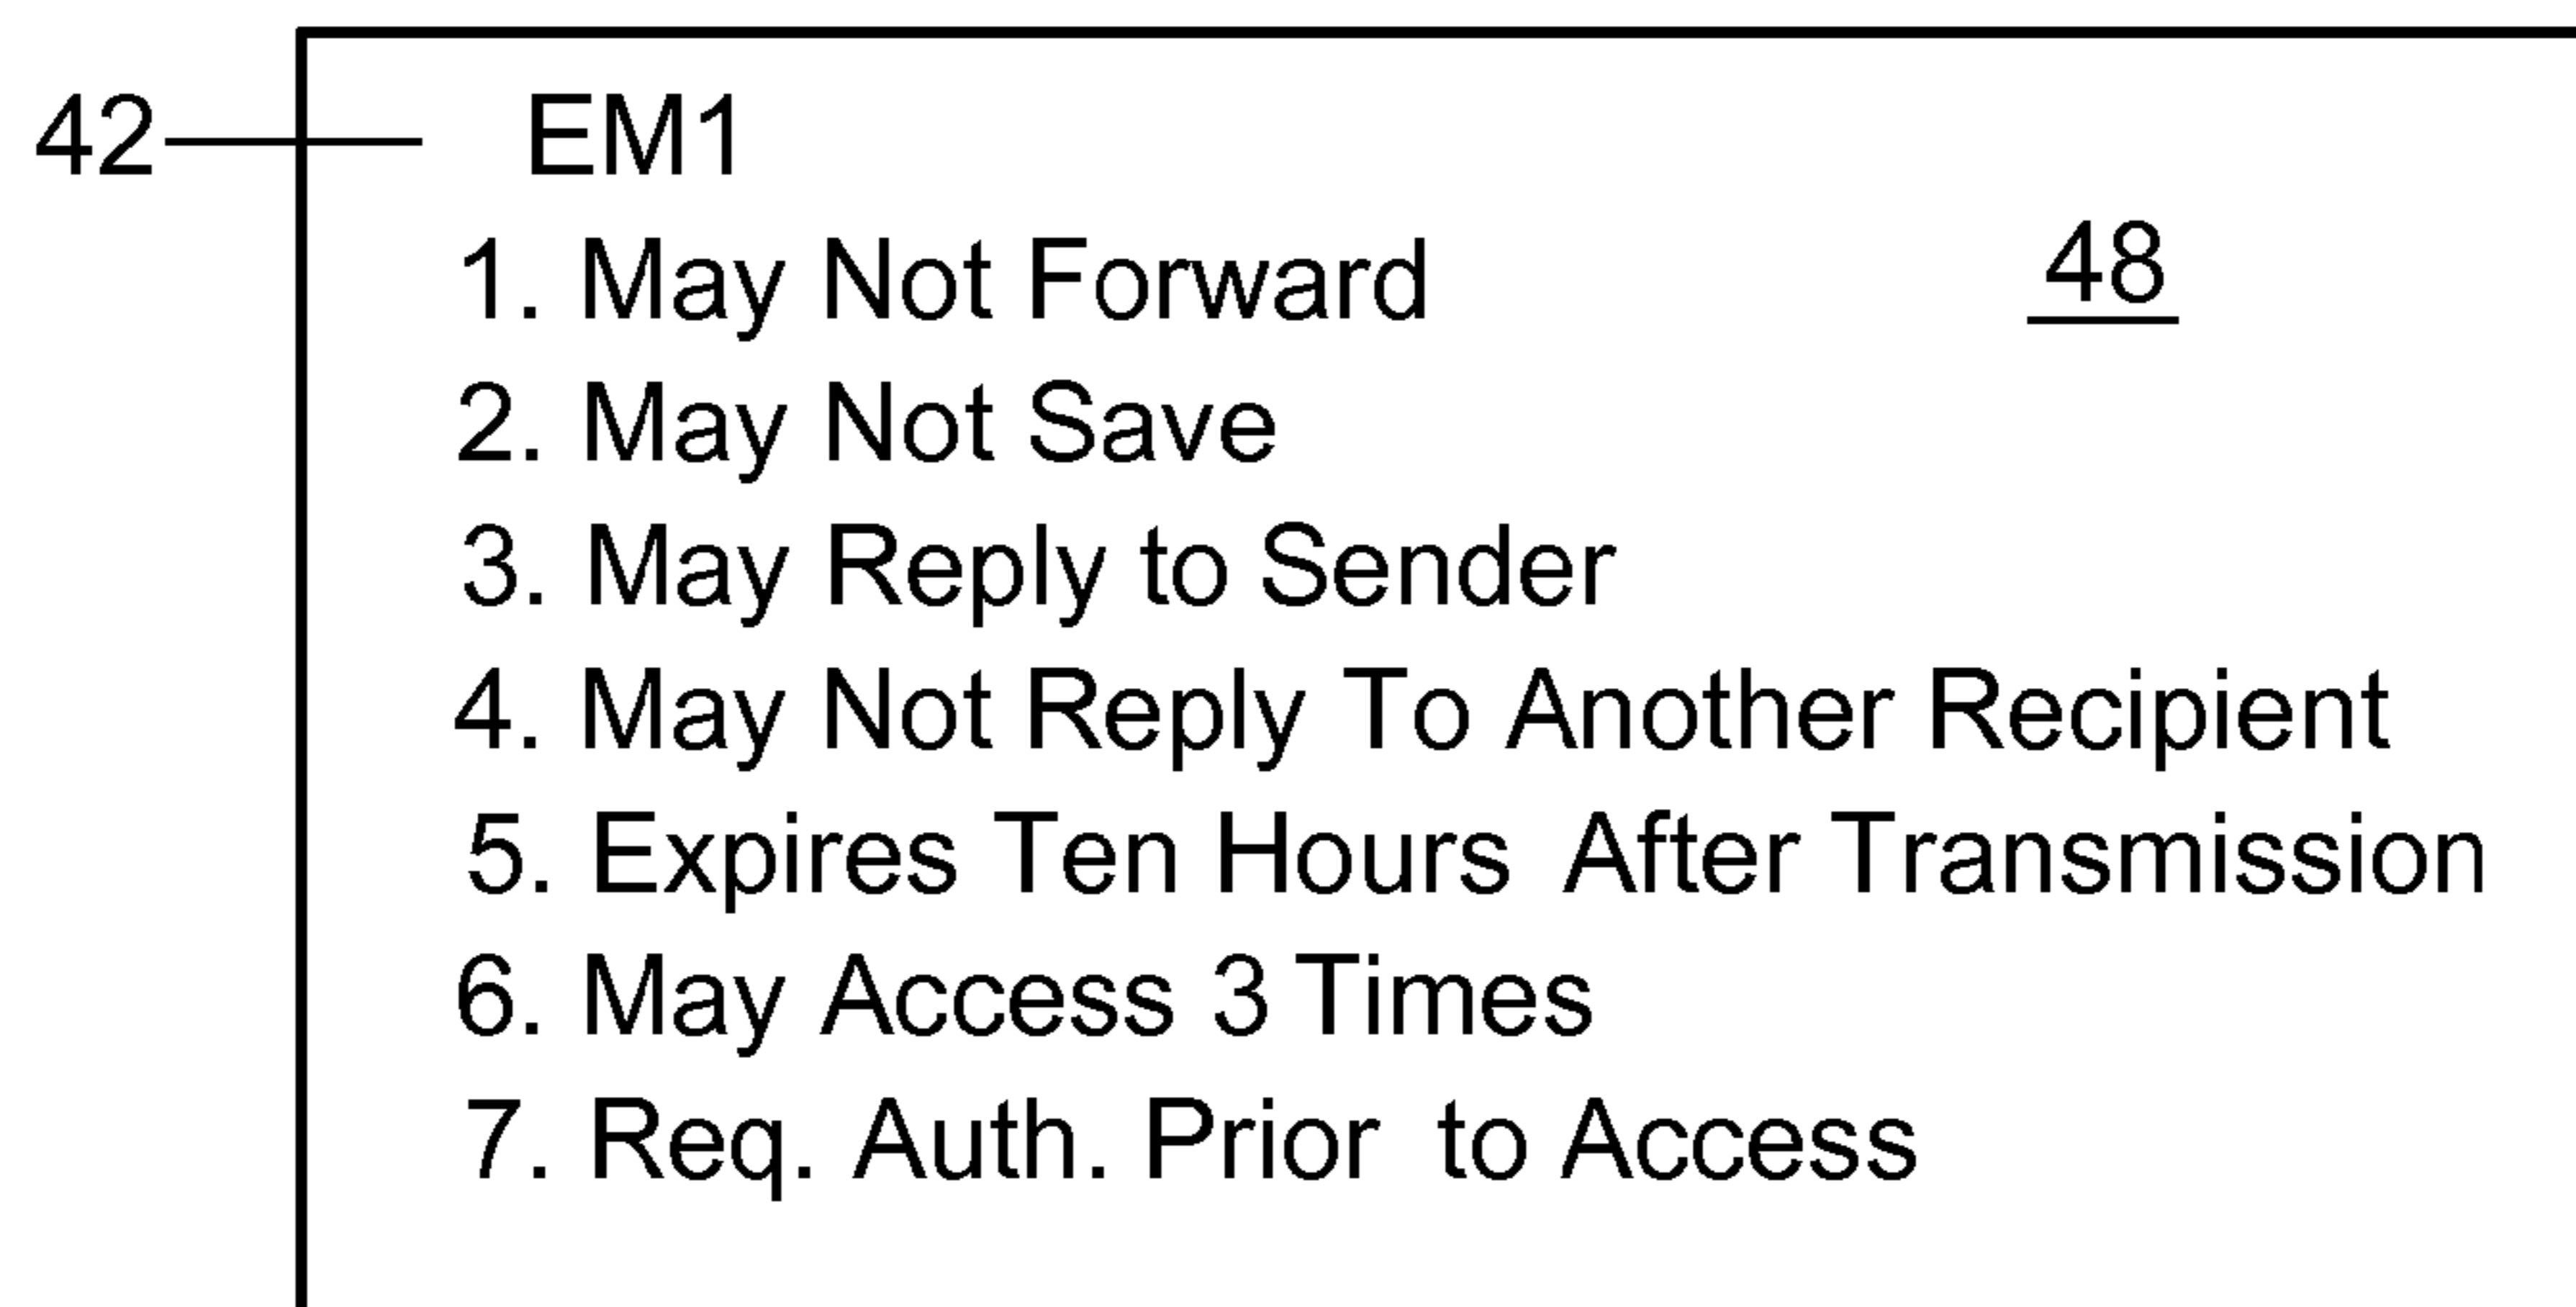 42 EM1
1. May Not Forward
48
2. May Not Save
3. May Reply to Sender
4. May Not Reply To Another Recipient
5. Expires Ten Hours After Transmission
6. May Access 3 Times
7. Req. Auth. Prior to Access